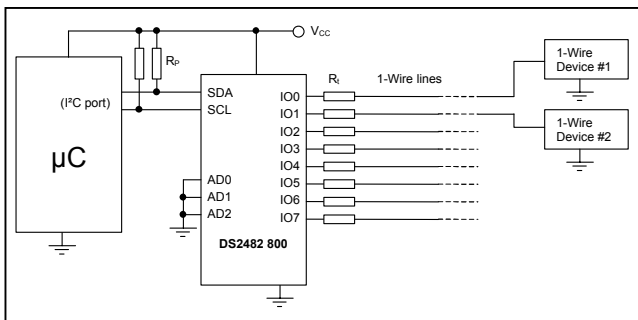 VCC
RP
(I²C port)
µC
SDA
SCL
AD0
AD1
AD2
DS2482 800
IO0
IO1
IO2
IO3
IO4
IO5
IO6
IO7
Rt
1-Wire lines
1-Wire
Device #1
1-Wire
Device #2